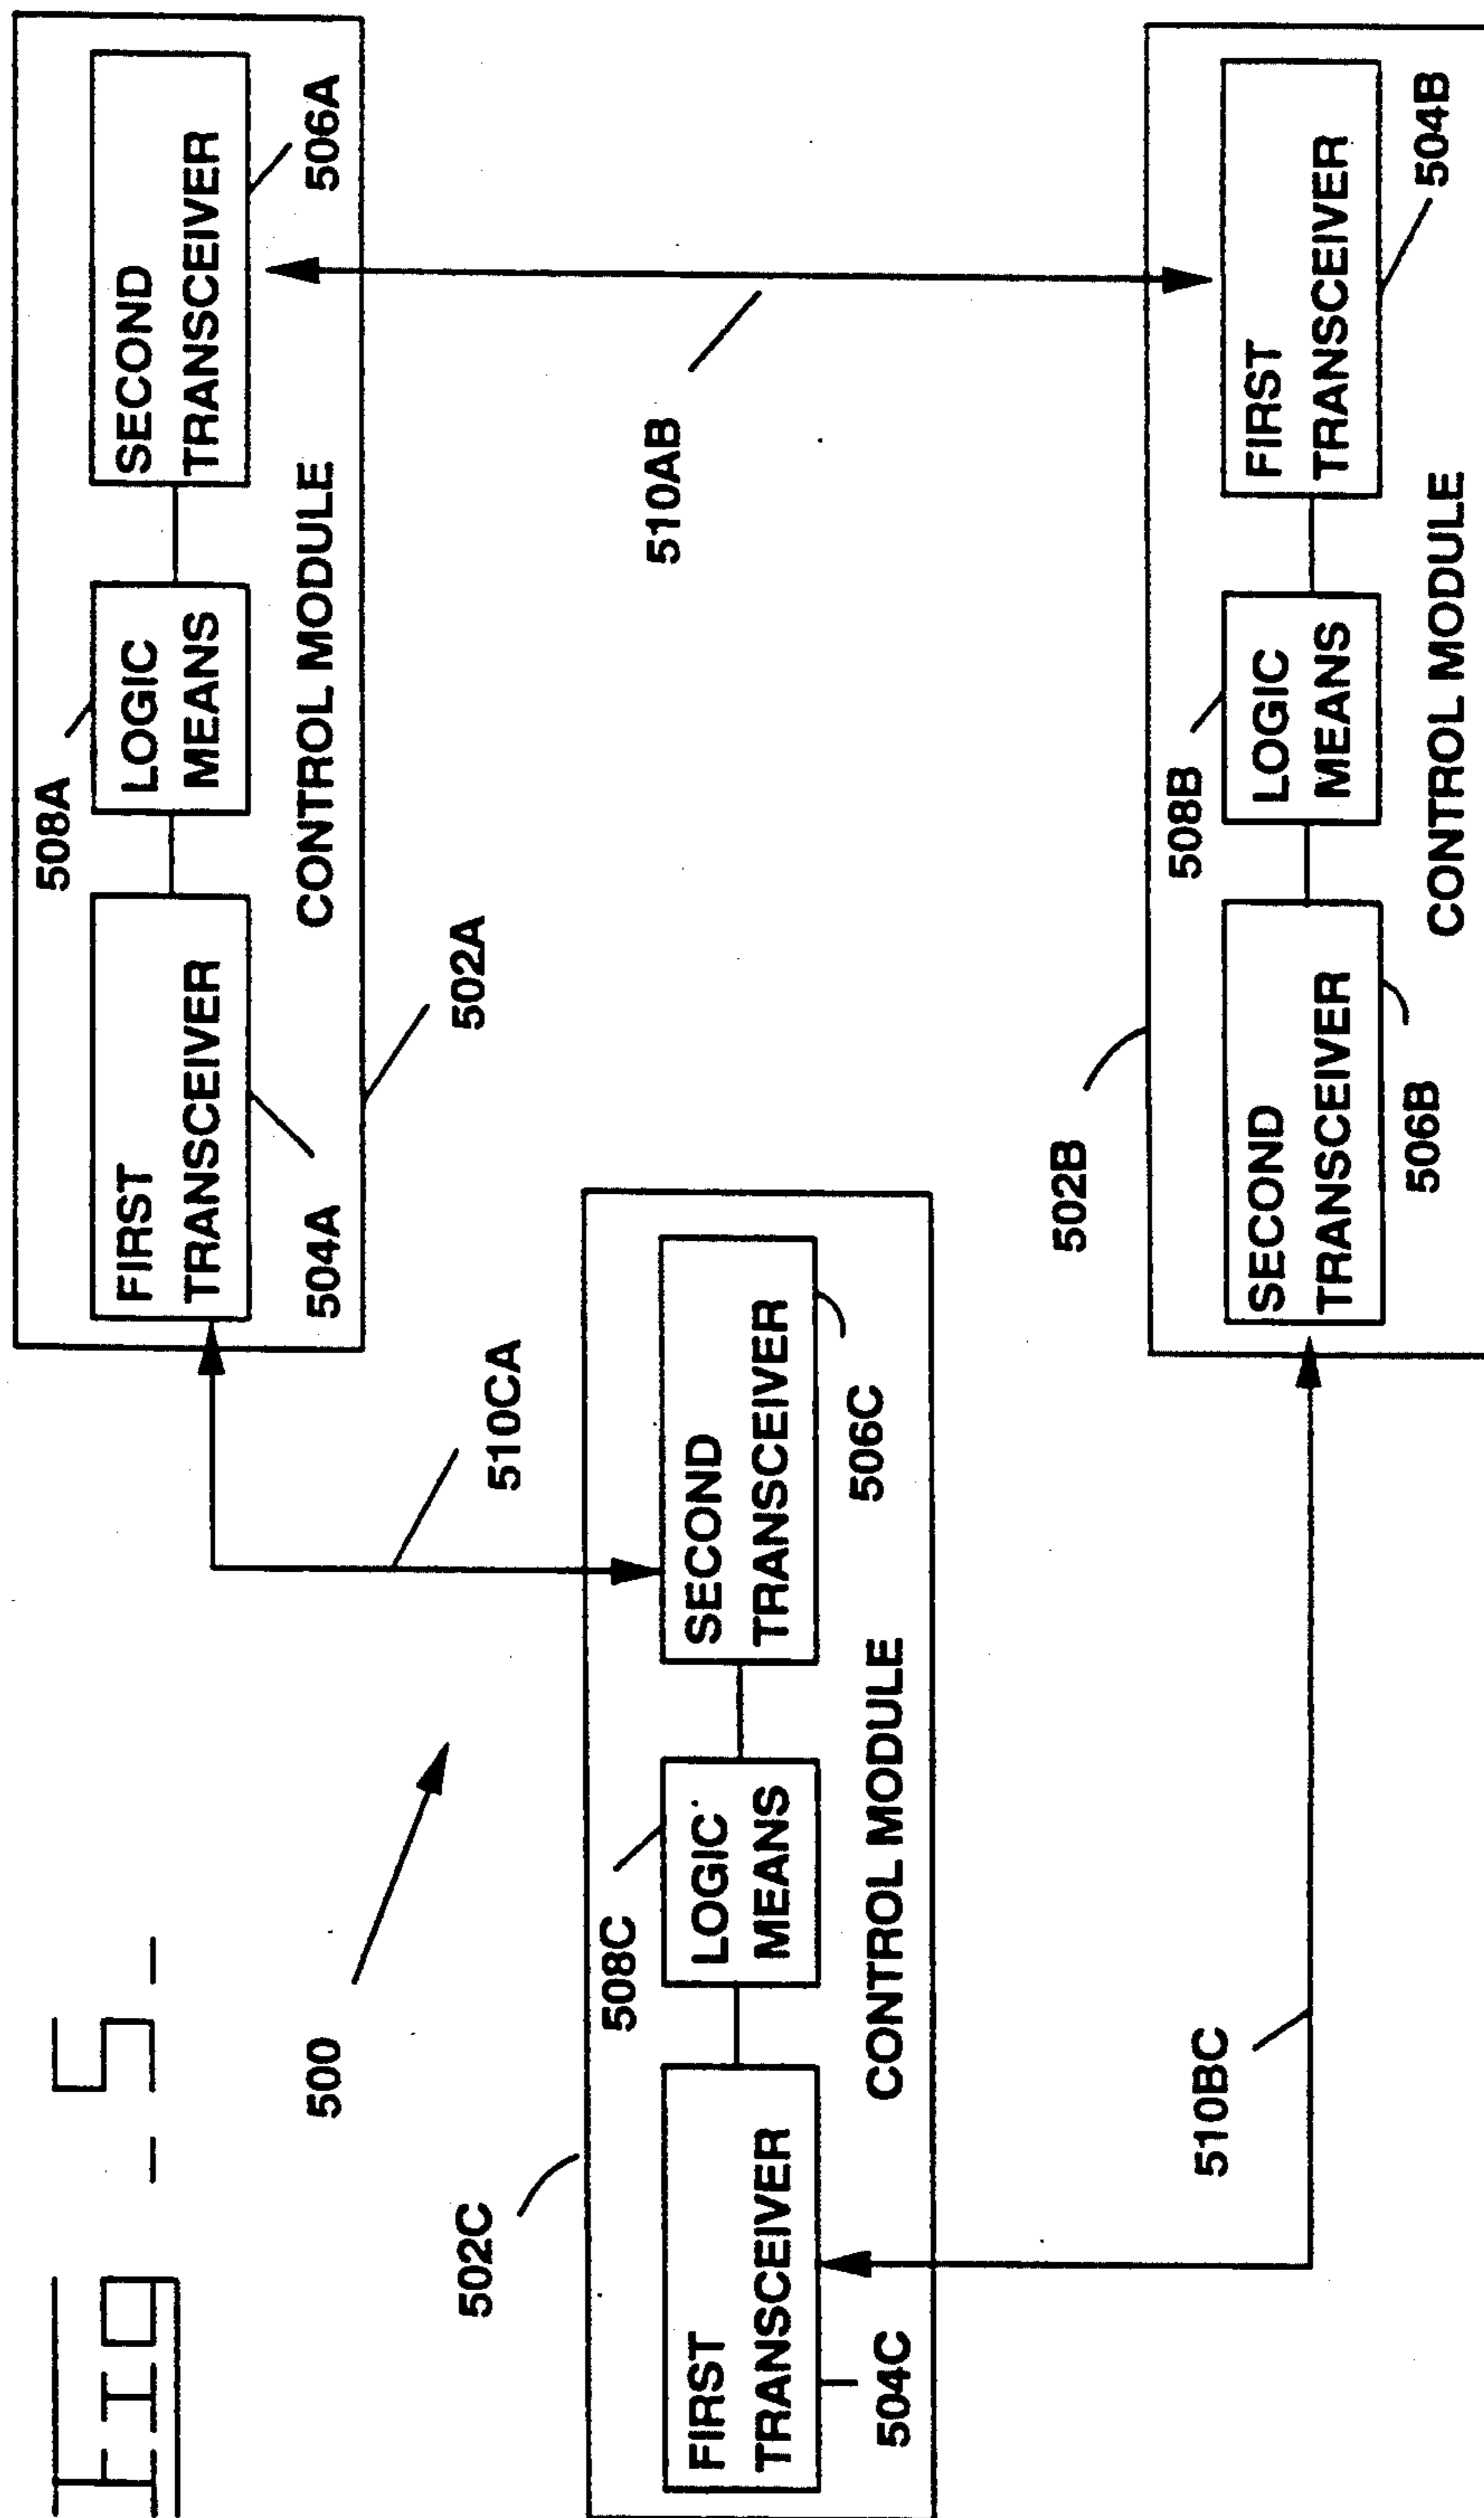 Fig-5-
500
508A
FIRST
TRANSCEIVER
LOGIC
MEANS
SECOND
TRANSCEIVER
504A
CONTROL MODULE
506A
502A
510CA
502C
508C
FIRST
TRANSCEIVER
LOGIC
MEANS
SECOND
TRANSCEIVER
504C
CONTROL MODULE
506C
510AB
502B
510BC
508B
SECOND
TRANSCEIVER
LOGIC
MEANS
FIRST
TRANSCEIVER
506B
CONTROL MODULE
504B